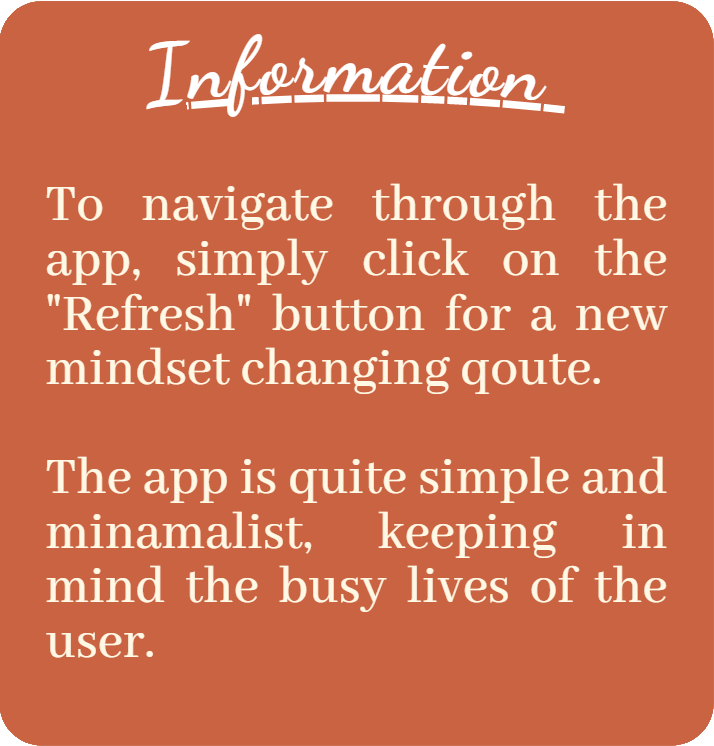 Information
To navigate through the
app, simply click on the
"Refresh" button for a new
mindset changing qoute.
The app is quite simple and
minamalist, keeping in
mind the busy lives of the
user.